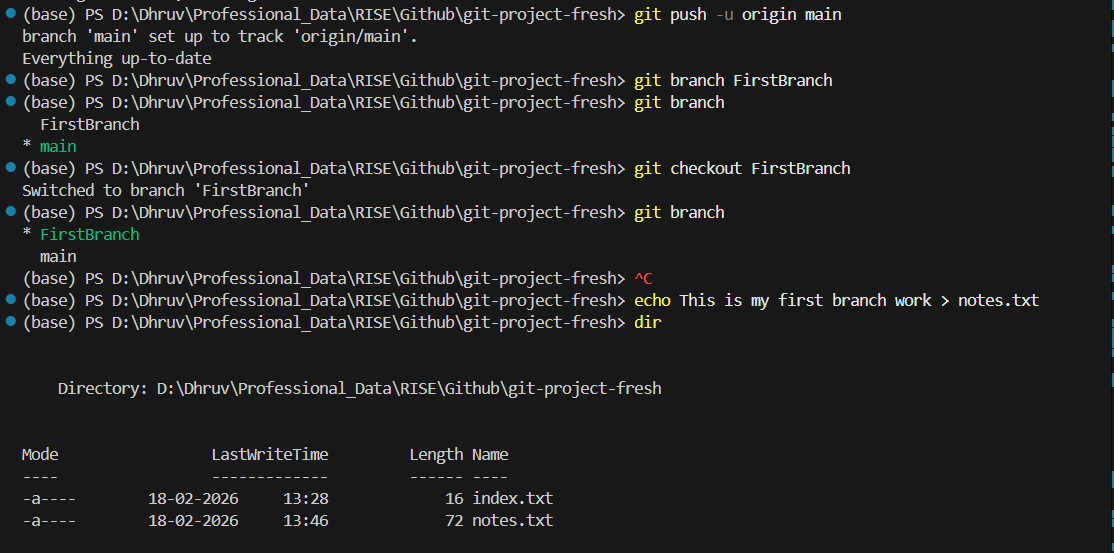 (base) PS D:\Dhruv\Professional_Data\RISE\Github\git-project-fresh> git push -u origin main
branch 'main' set up to track 'origin/main'.
Everything up-to-date
(base) PS D:\Dhruv\Professional_Data\RISE\Github\git-project-fresh> git branch FirstBranch
(base) PS D:\Dhruv\Professional_Data\RISE\Github\git-project-fresh> git branch
  FirstBranch
* main
(base) PS D:\Dhruv\Professional_Data\RISE\Github\git-project-fresh> git checkout FirstBranch
Switched to branch 'FirstBranch'
(base) PS D:\Dhruv\Professional_Data\RISE\Github\git-project-fresh> git branch
* FirstBranch
  main
(base) PS D:\Dhruv\Professional_Data\RISE\Github\git-project-fresh> ^C
(base) PS D:\Dhruv\Professional_Data\RISE\Github\git-project-fresh> echo This is my first branch work > notes.txt
(base) PS D:\Dhruv\Professional_Data\RISE\Github\git-project-fresh> dir
    Directory: D:\Dhruv\Professional_Data\RISE\Github\git-project-fresh
Mode                 LastWriteTime         Length Name
----                 -------------         ------ ----
-a----        18-02-2026     13:28             16 index.txt
-a----        18-02-2026     13:46             72 notes.txt